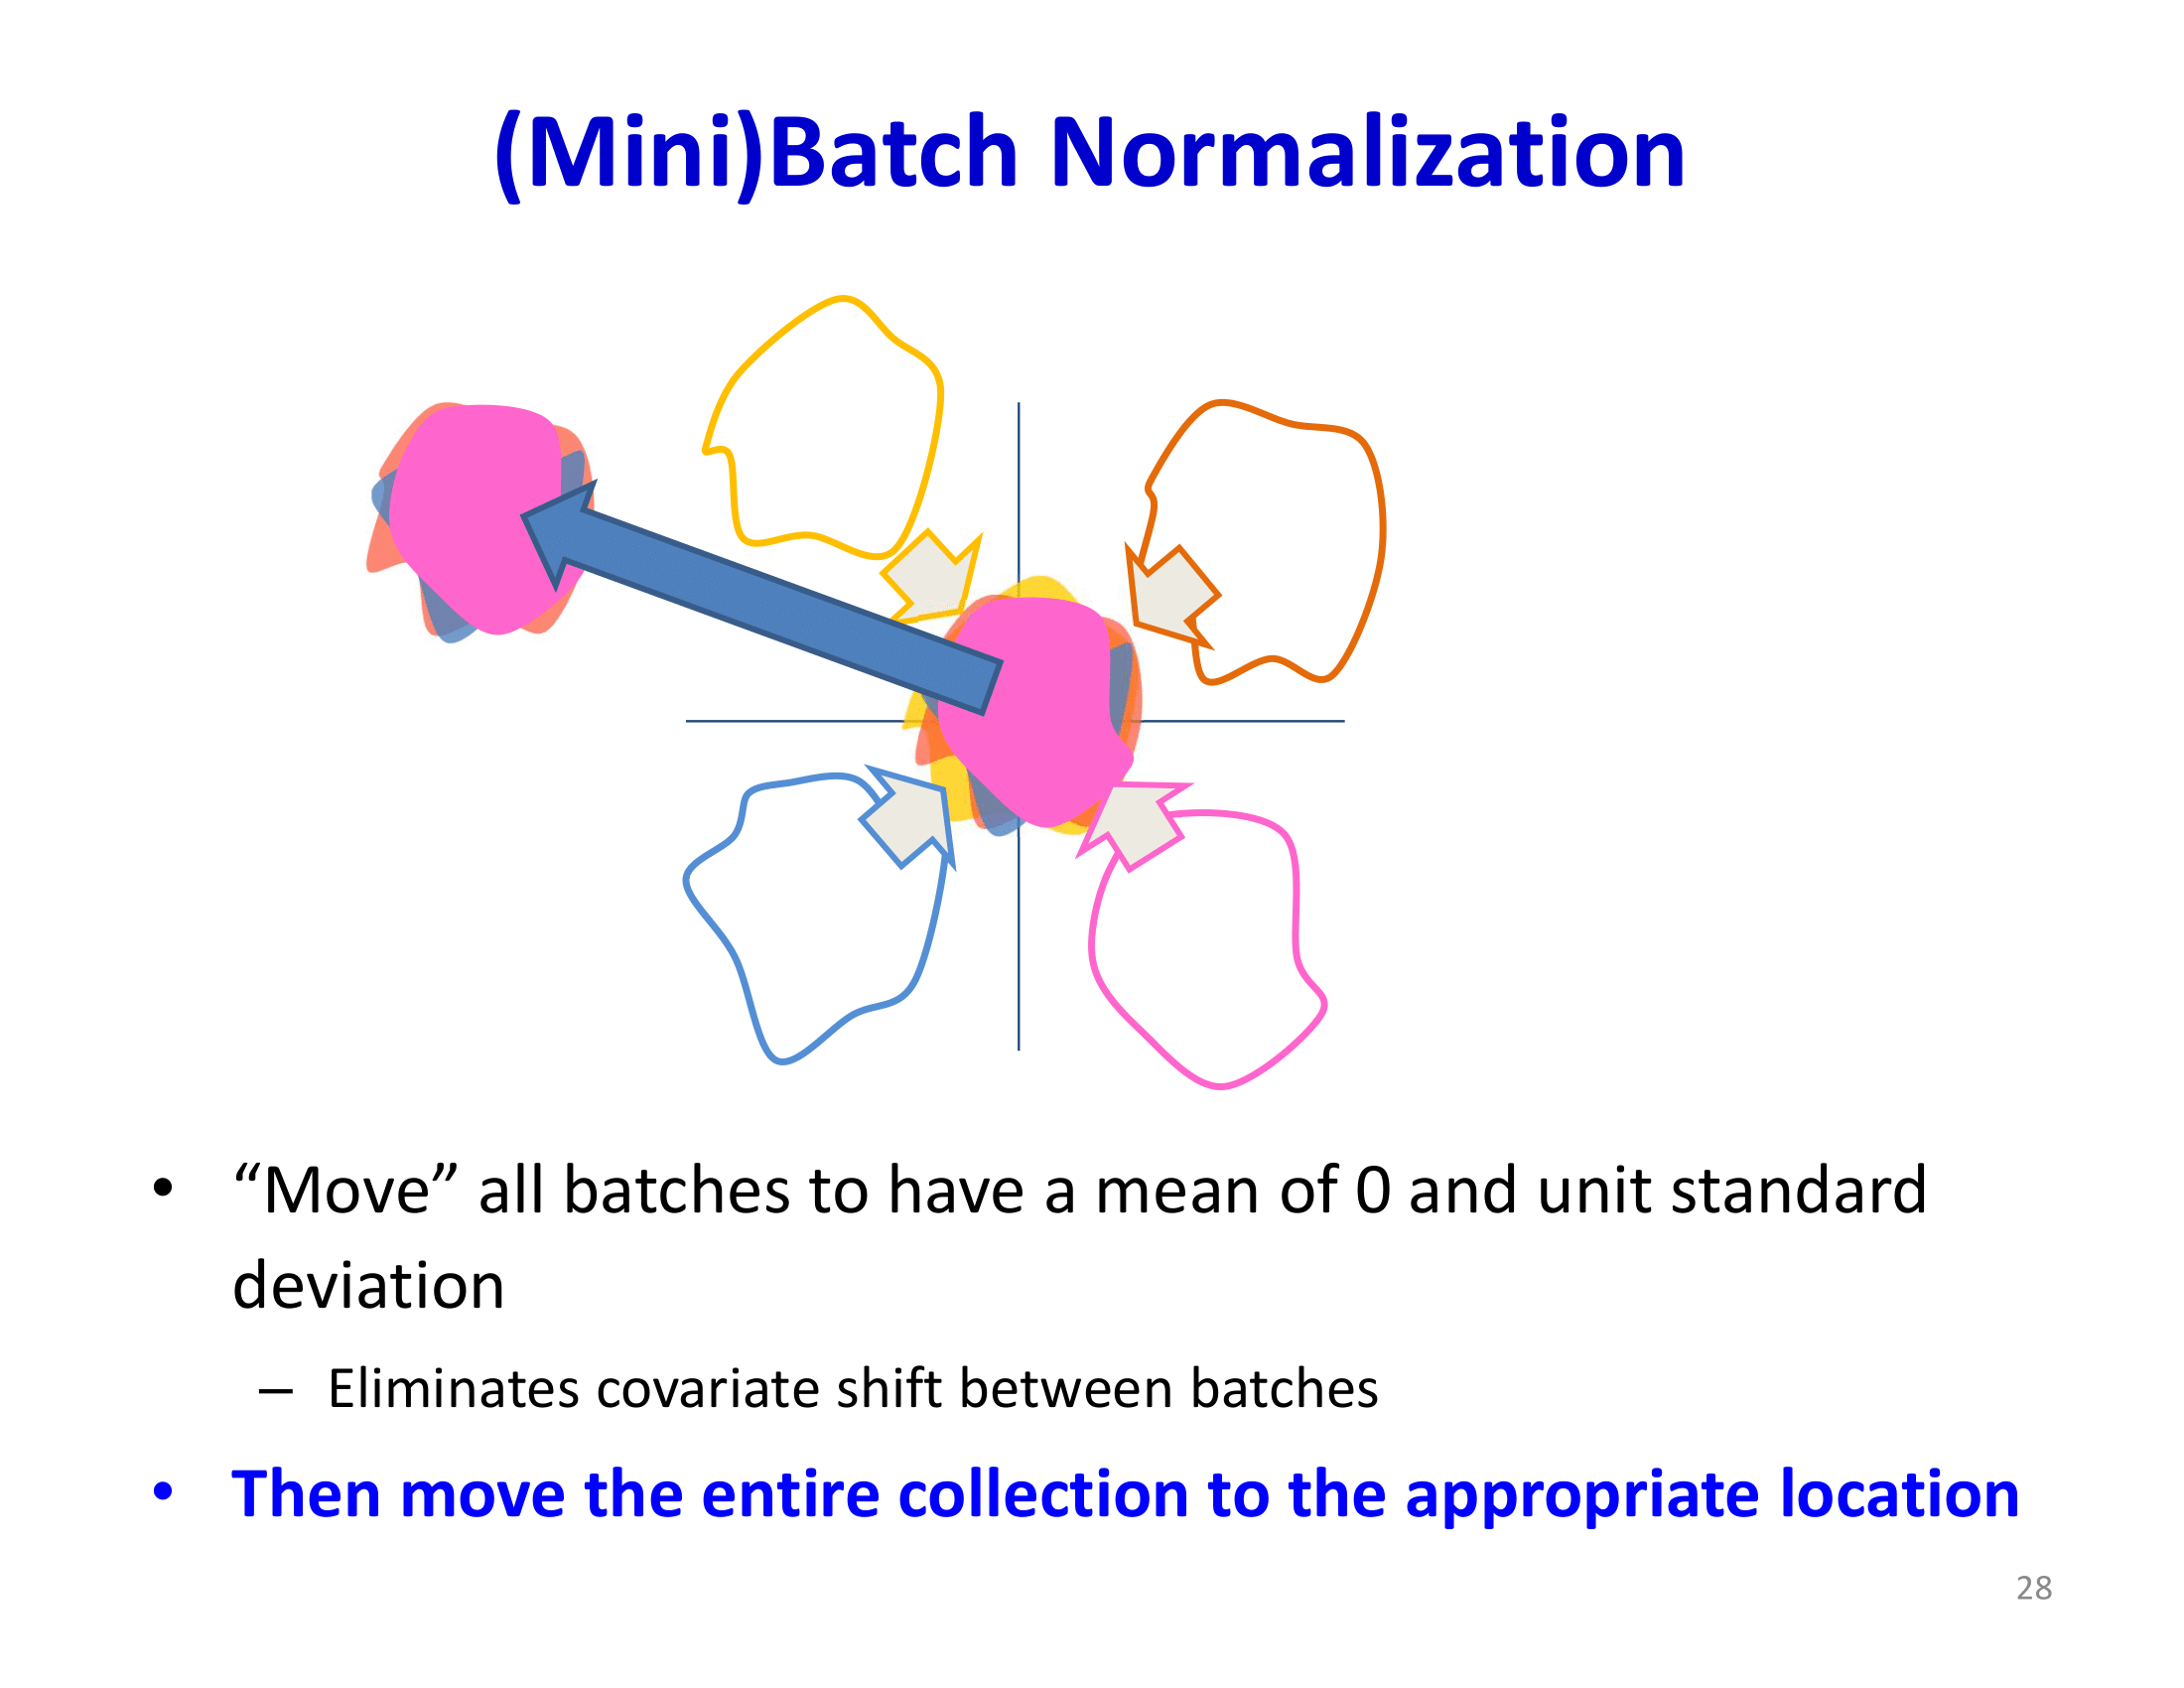 (Mini)Batch Normalization
• “Move” all batches to have a mean of 0 and unit standard
deviation
– Eliminates covariate shift between batches
• Then move the entire collection to the appropriate location
28